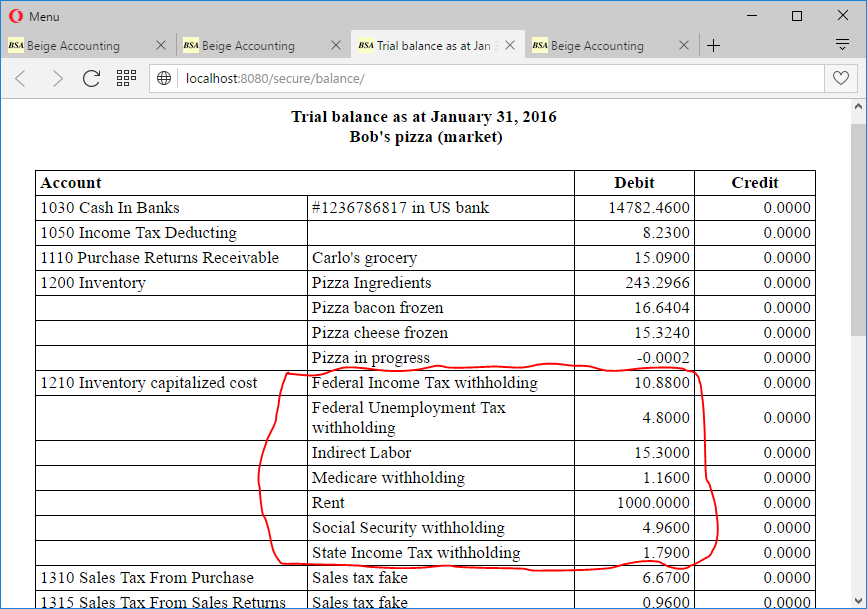 Menu
BSA Beige Accounting
BSA Beige Accounting
BSA Trial balance as at Jan
BSA Beige Accounting
localhost:8080/secure/balance/
Trial balance as at January 31, 2016
Bob's pizza (market)
Account Debit Credit
1030 Cash In Banks #1236786817 in US bank 14782.4600 0.0000
1050 Income Tax Deducting 8.2300 0.0000
1110 Purchase Returns Receivable Carlo's grocery 15.0900 0.0000
1200 Inventory Pizza Ingredients 243.2966 0.0000
Pizza bacon frozen 16.6404 0.0000
Pizza cheese frozen 15.3240 0.0000
Pizza in progress -0.0002 0.0000
1210 Inventory capitalized cost Federal Income Tax withholding 10.8800 0.0000
Federal Unemployment Tax
withholding 4.8000 0.0000
Indirect Labor 15.3000 0.0000
Medicare withholding 1.1600 0.0000
Rent 1000.0000 0.0000
Social Security withholding 4.9600 0.0000
State Income Tax withholding 1.7900 0.0000
1310 Sales Tax From Purchase Sales tax fake 6.6700 0.0000
1315 Sales Tax From Sales Returns Sales tax fake 0.9600 0.0000